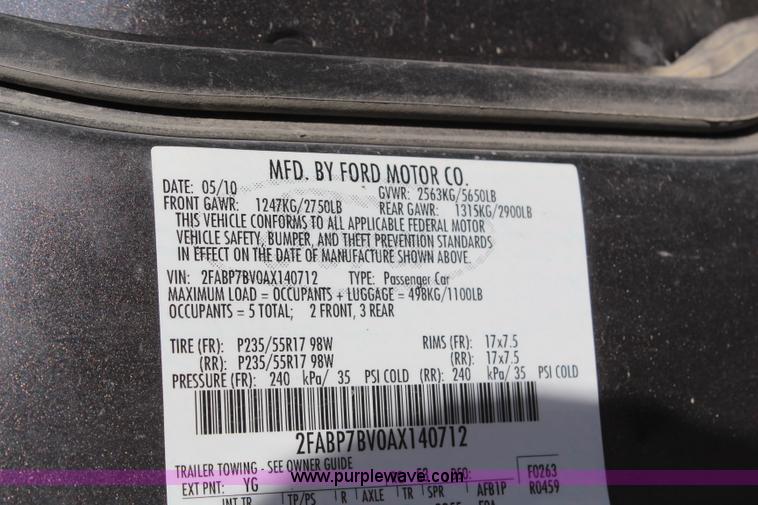 MFD. BY FORD MOTOR CO.
DATE: 05/10 GVWR: 2563KG/5650LB
FRONT GAWR: 1247KG/2750LB REAR GAWR: 1315KG/2900LB
THIS VEHICLE CONFORMS TO ALL APPLICABLE FEDERAL MOTOR
VEHICLE SAFETY, BUMPER, AND THEFT PREVENTION STANDARDS
IN EFFECT ON THE DATE OF MANUFACTURE SHOWN ABOVE.
VIN: 2FABP7BV0AX140712 TYPE: Passenger Car
MAXIMUM LOAD = OCCUPANTS + LUGGAGE = 498KG/1100LB
OCCUPANTS = 5 TOTAL; 2 FRONT, 3 REAR
TIRE (FR): P235/55R17 98W RIMS (FR): 17x7.5
(RR): P235/55R17 98W (RR): 17x7.5
PRESSURE (FR): 240 kPa/ 35 PSI COLD (RR): 240 kPa/ 35 PSI COLD
2FABP7BV0AX140712
TRAILER TOWING - SEE OWNER GUIDE F0263
www.purplewave.com
EXT PNT: YG R0459
INT TR TP/PS R AXLE TR SPR AFB1P